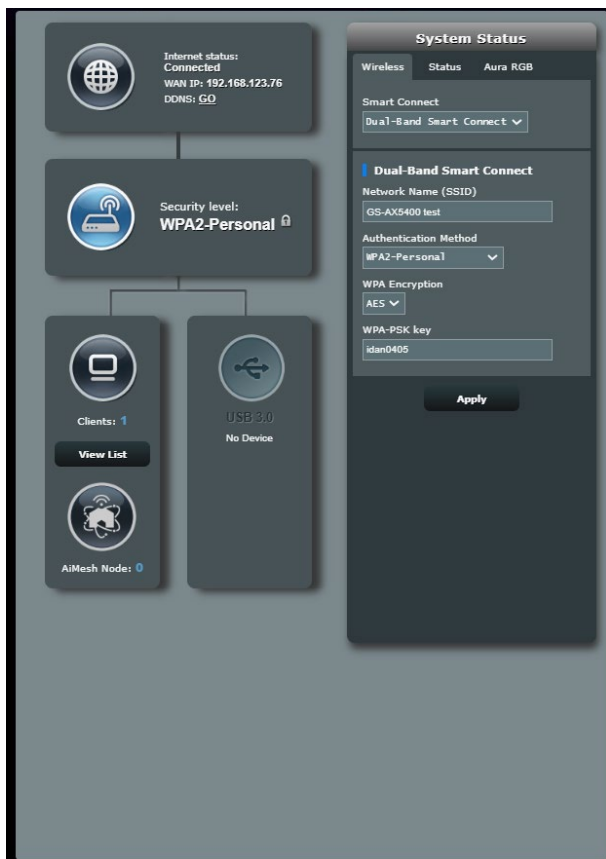 Internet status:
Connected
WAN IP: 192.168.123.76
DDNS: GO
Security level:
WPA2-Personal
Clients: 1
View List
AiMesh Node: 0
USB 3.0
No Device
System Status
Wireless Status Aura RGB
Smart Connect
Dual-Band Smart Connect
Dual-Band Smart Connect
Network Name (SSID)
GS-AX5400 test
Authentication Method
WPA2-Personal
WPA Encryption
AES
WPA-PSK key
idan0405
Apply